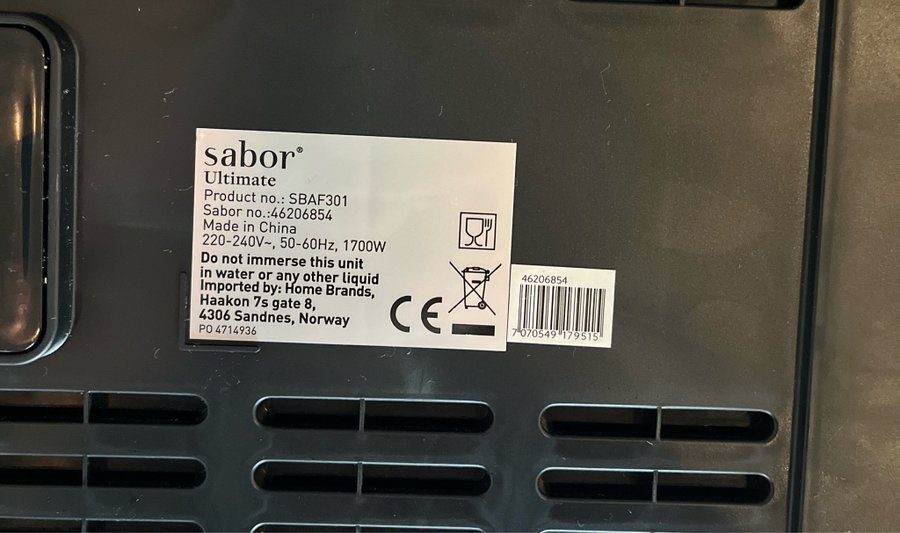 sabor®
Ultimate
Product no.: SBAF301
Sabor no.:46206854
Made in China
220-240V~, 50-60Hz, 1700W
Do not immerse this unit
in water or any other liquid
Imported by: Home Brands,
Haakon 7s gate 8,
4306 Sandnes, Norway
PO 4714936
CE
46206854
7 070549 179515